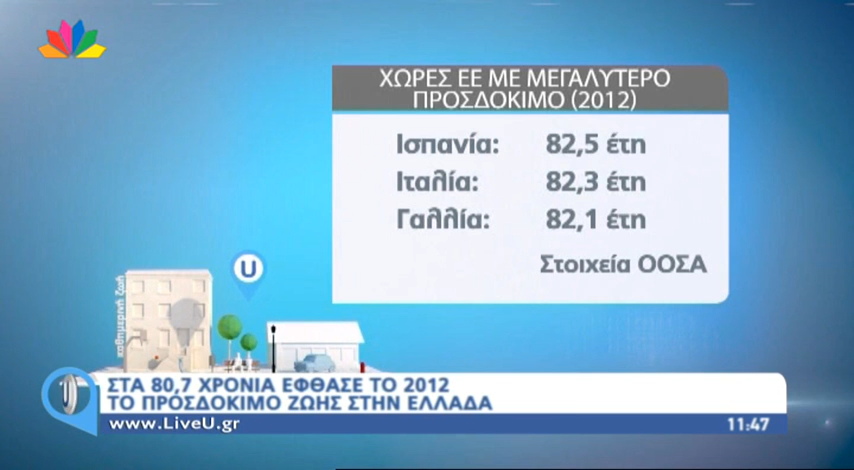 ΧΩΡΕΣ ΕΕ ΜΕ ΜΕΓΑΛΥΤΕΡΟ
ΠΡΟΣΔΟΚΙΜΟ (2012)
Ισπανία: 82,5 έτη
Ιταλία: 82,3 έτη
Γαλλία: 82,1 έτη
Στοιχεία ΟΟΣΑ
U
καθημερινή ζωή
ΣΤΑ 80,7 ΧΡΟΝΙΑ ΕΦΘΑΣΕ ΤΟ 2012
ΤΟ ΠΡΟΣΔΟΚΙΜΟ ΖΩΗΣ ΣΤΗΝ ΕΛΛΑΔΑ
www.LiveU.gr 11:47